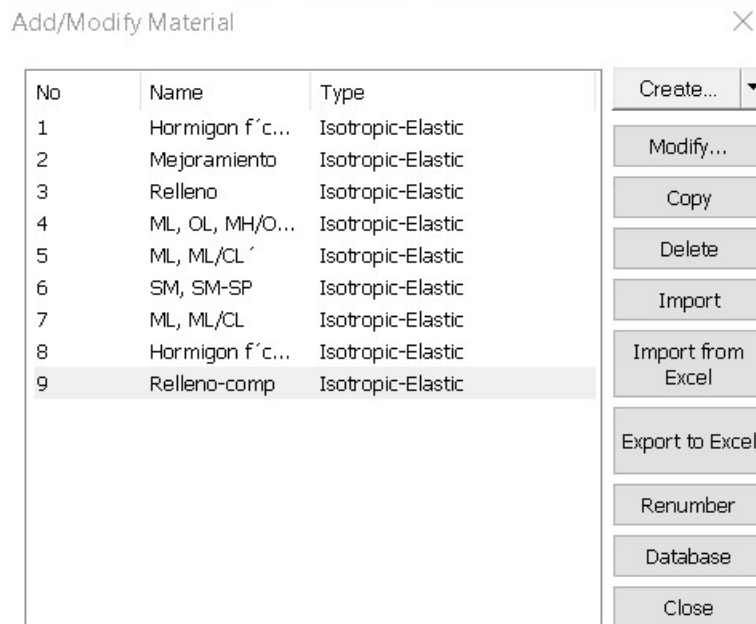 Add/Modify Material
No Name Type
1 Hormigon f´c... Isotropic-Elastic
2 Mejoramiento Isotropic-Elastic
3 Relleno Isotropic-Elastic
4 ML, OL, MH/O... Isotropic-Elastic
5 ML, ML/CL´ Isotropic-Elastic
6 SM, SM-SP Isotropic-Elastic
7 ML, ML/CL Isotropic-Elastic
8 Hormigon f´c... Isotropic-Elastic
9 Relleno-comp Isotropic-Elastic
Create...
Modify...
Copy
Delete
Import
Import from
Excel
Export to Excel
Renumber
Database
Close